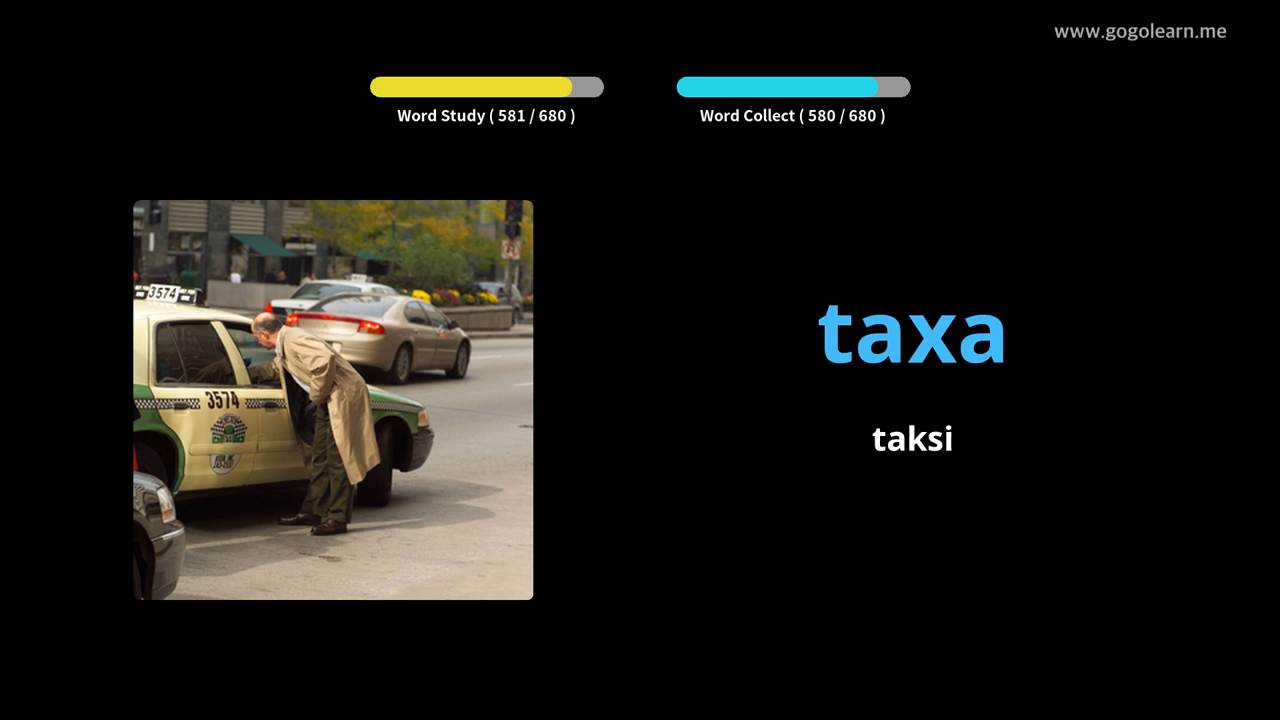 www.gogolearn.me
Word Study ( 581 / 680 )
Word Collect ( 580 / 680 )
3574
3574
taxa
taksi